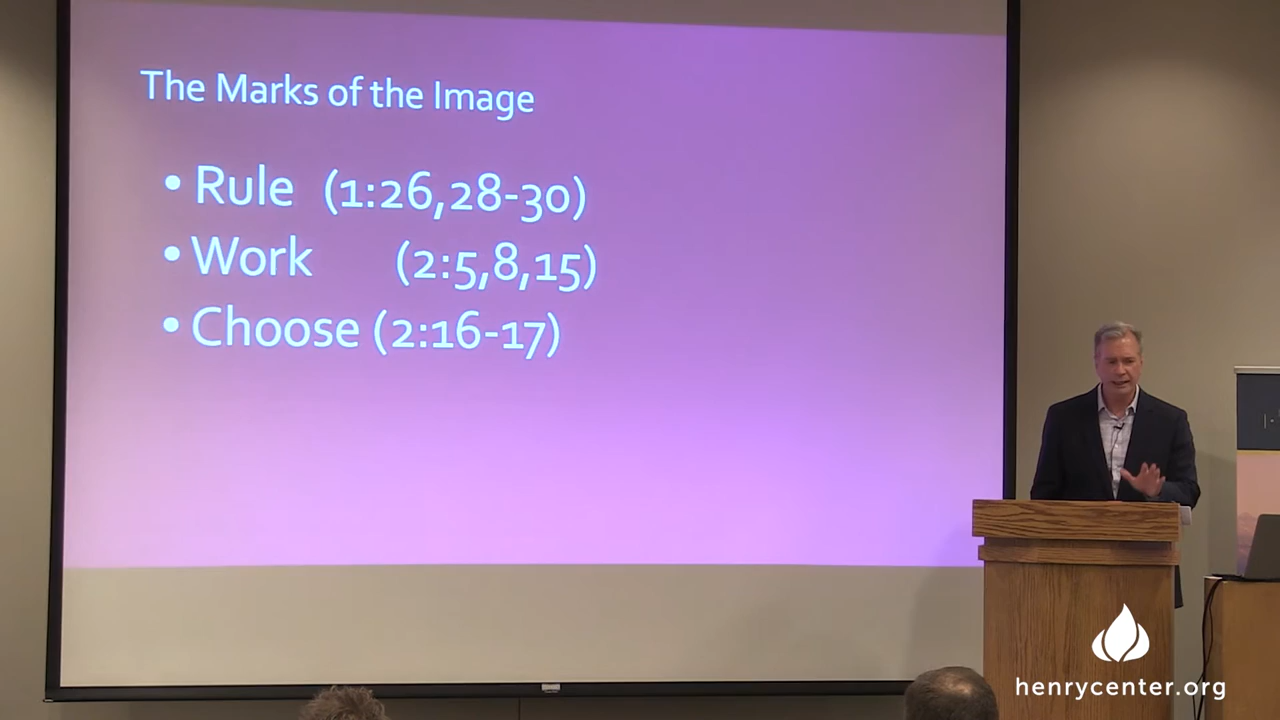 The Marks of the Image
• Rule (1:26,28-30)
• Work (2:5,8,15)
• Choose (2:16-17)
henrycenter.org